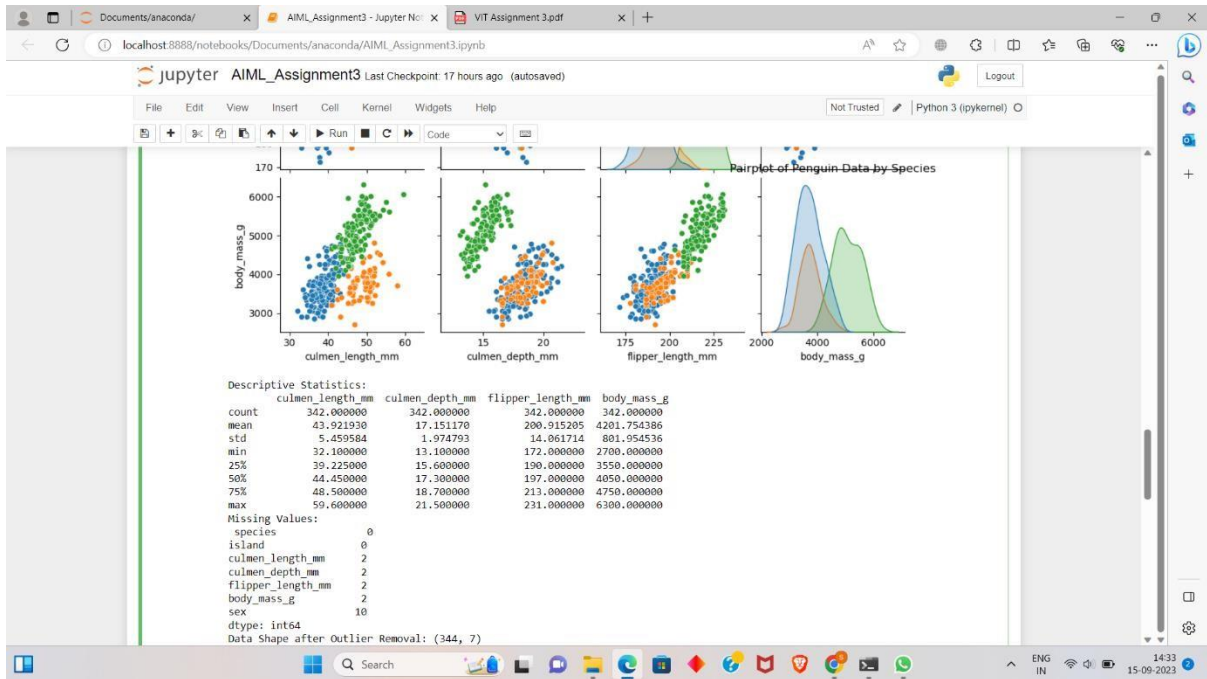 Documents/anaconda/
AIML_Assignment3 - Jupyter Not
VIT Assignment 3.pdf
localhost:8888/notebooks/Documents/anaconda/AIML_Assignment3.ipynb
jupyter AIML_Assignment3 Last Checkpoint: 17 hours ago (autosaved)
Logout
File Edit View Insert Cell Kernel Widgets Help
Not Trusted Python 3 (ipykernel)
Run Code
170
Pairplot of Penguin Data by Species
6000
5000
4000
3000
body_mass_g
30 40 50 60 15 20 175 200 225 2000 4000 6000
culmen_length_mm culmen_depth_mm flipper_length_mm body_mass_g
Descriptive Statistics:
culmen_length_mm culmen_depth_mm flipper_length_mm body_mass_g
count 342.000000 342.000000 342.000000 342.000000
mean 43.921930 17.151170 200.915205 4201.754386
std 5.459584 1.974793 14.061714 801.954536
min 32.100000 13.100000 172.000000 2700.000000
25% 39.225000 15.600000 190.000000 3550.000000
50% 44.450000 17.300000 197.000000 4050.000000
75% 48.500000 18.700000 213.000000 4750.000000
max 59.600000 21.500000 231.000000 6300.000000
Missing Values:
species 0
island 0
culmen_length_mm 2
culmen_depth_mm 2
flipper_length_mm 2
body_mass_g 2
sex 10
dtype: int64
Data Shape after Outlier Removal: (344, 7)
Search
ENG
IN
14:33
15-09-2023
2